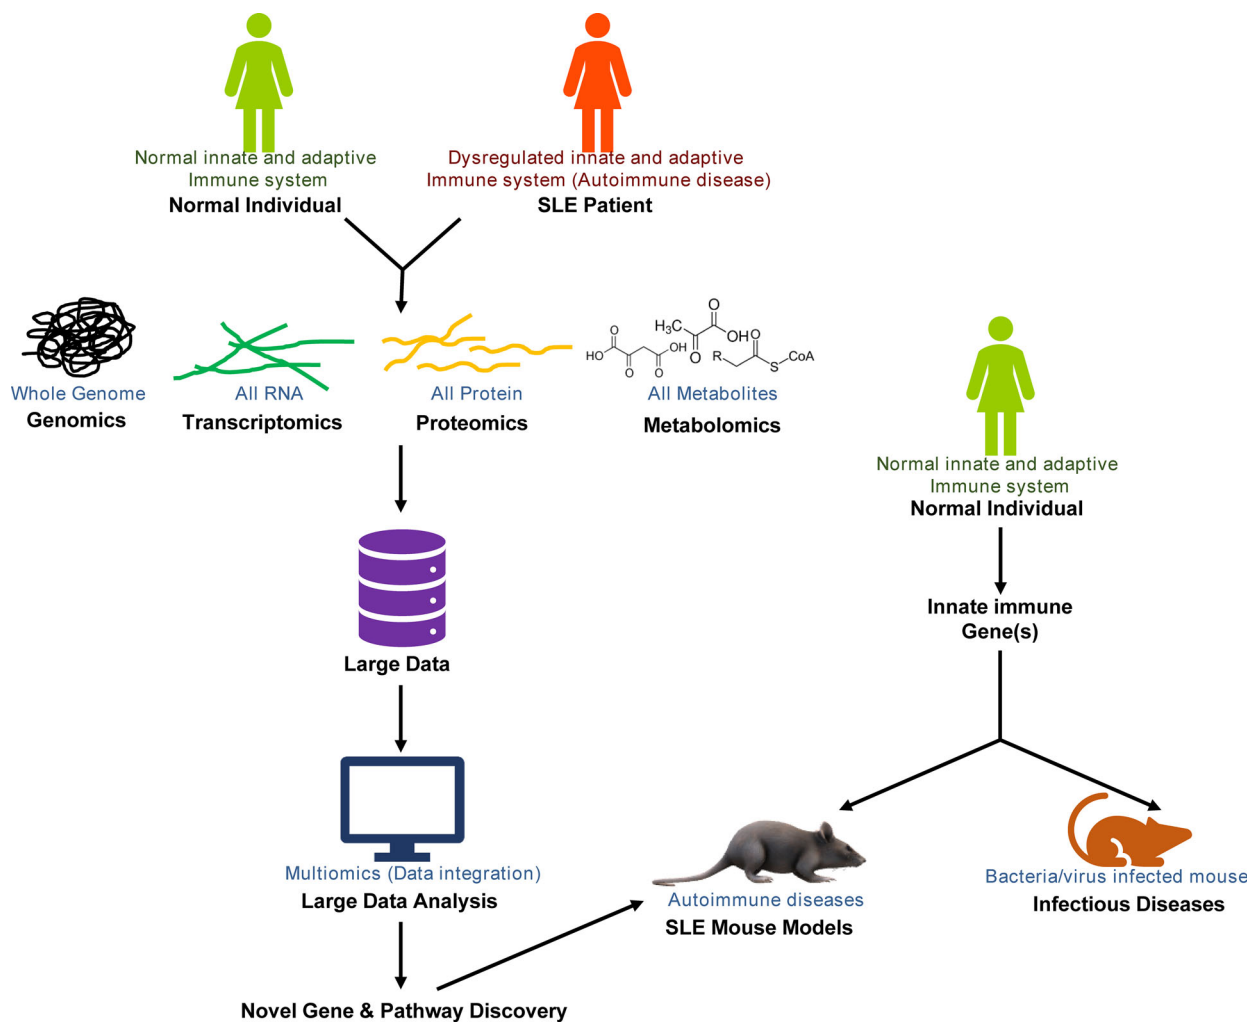 Normal innate and adaptive
Immune system
Normal Individual
Dysregulated innate and adaptive
Immune system (Autoimmune disease)
SLE Patient
Whole Genome
Genomics
All RNA
Transcriptomics
All Protein
Proteomics
O
O
HO
OH
O
O
H₃C
O
OH
O
R
O
S
CoA
All Metabolites
Metabolomics
Large Data
Multiomics (Data integration)
Large Data Analysis
Novel Gene & Pathway Discovery
Normal innate and adaptive
Immune system
Normal Individual
Innate immune
Gene(s)
Autoimmune diseases
SLE Mouse Models
Bacteria/virus infected mouse
Infectious Diseases